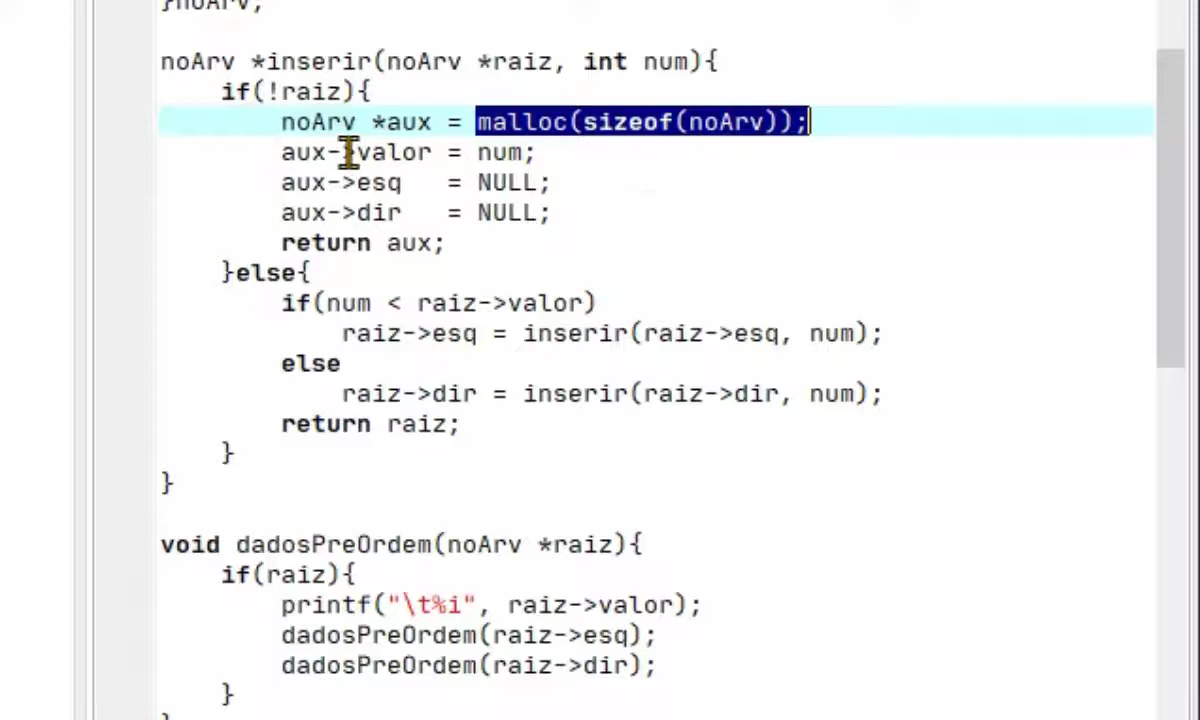 }noArv;
noArv *inserir(noArv *raiz, int num){
    if(!raiz){
        noArv *aux = malloc(sizeof(noArv));
        aux->valor = num;
        aux->esq   = NULL;
        aux->dir   = NULL;
        return aux;
    }else{
        if(num < raiz->valor)
            raiz->esq = inserir(raiz->esq, num);
        else
            raiz->dir = inserir(raiz->dir, num);
        return raiz;
    }
}
void dadosPreOrdem(noArv *raiz){
    if(raiz){
        printf("\t%i", raiz->valor);
        dadosPreOrdem(raiz->esq);
        dadosPreOrdem(raiz->dir);
    }
}